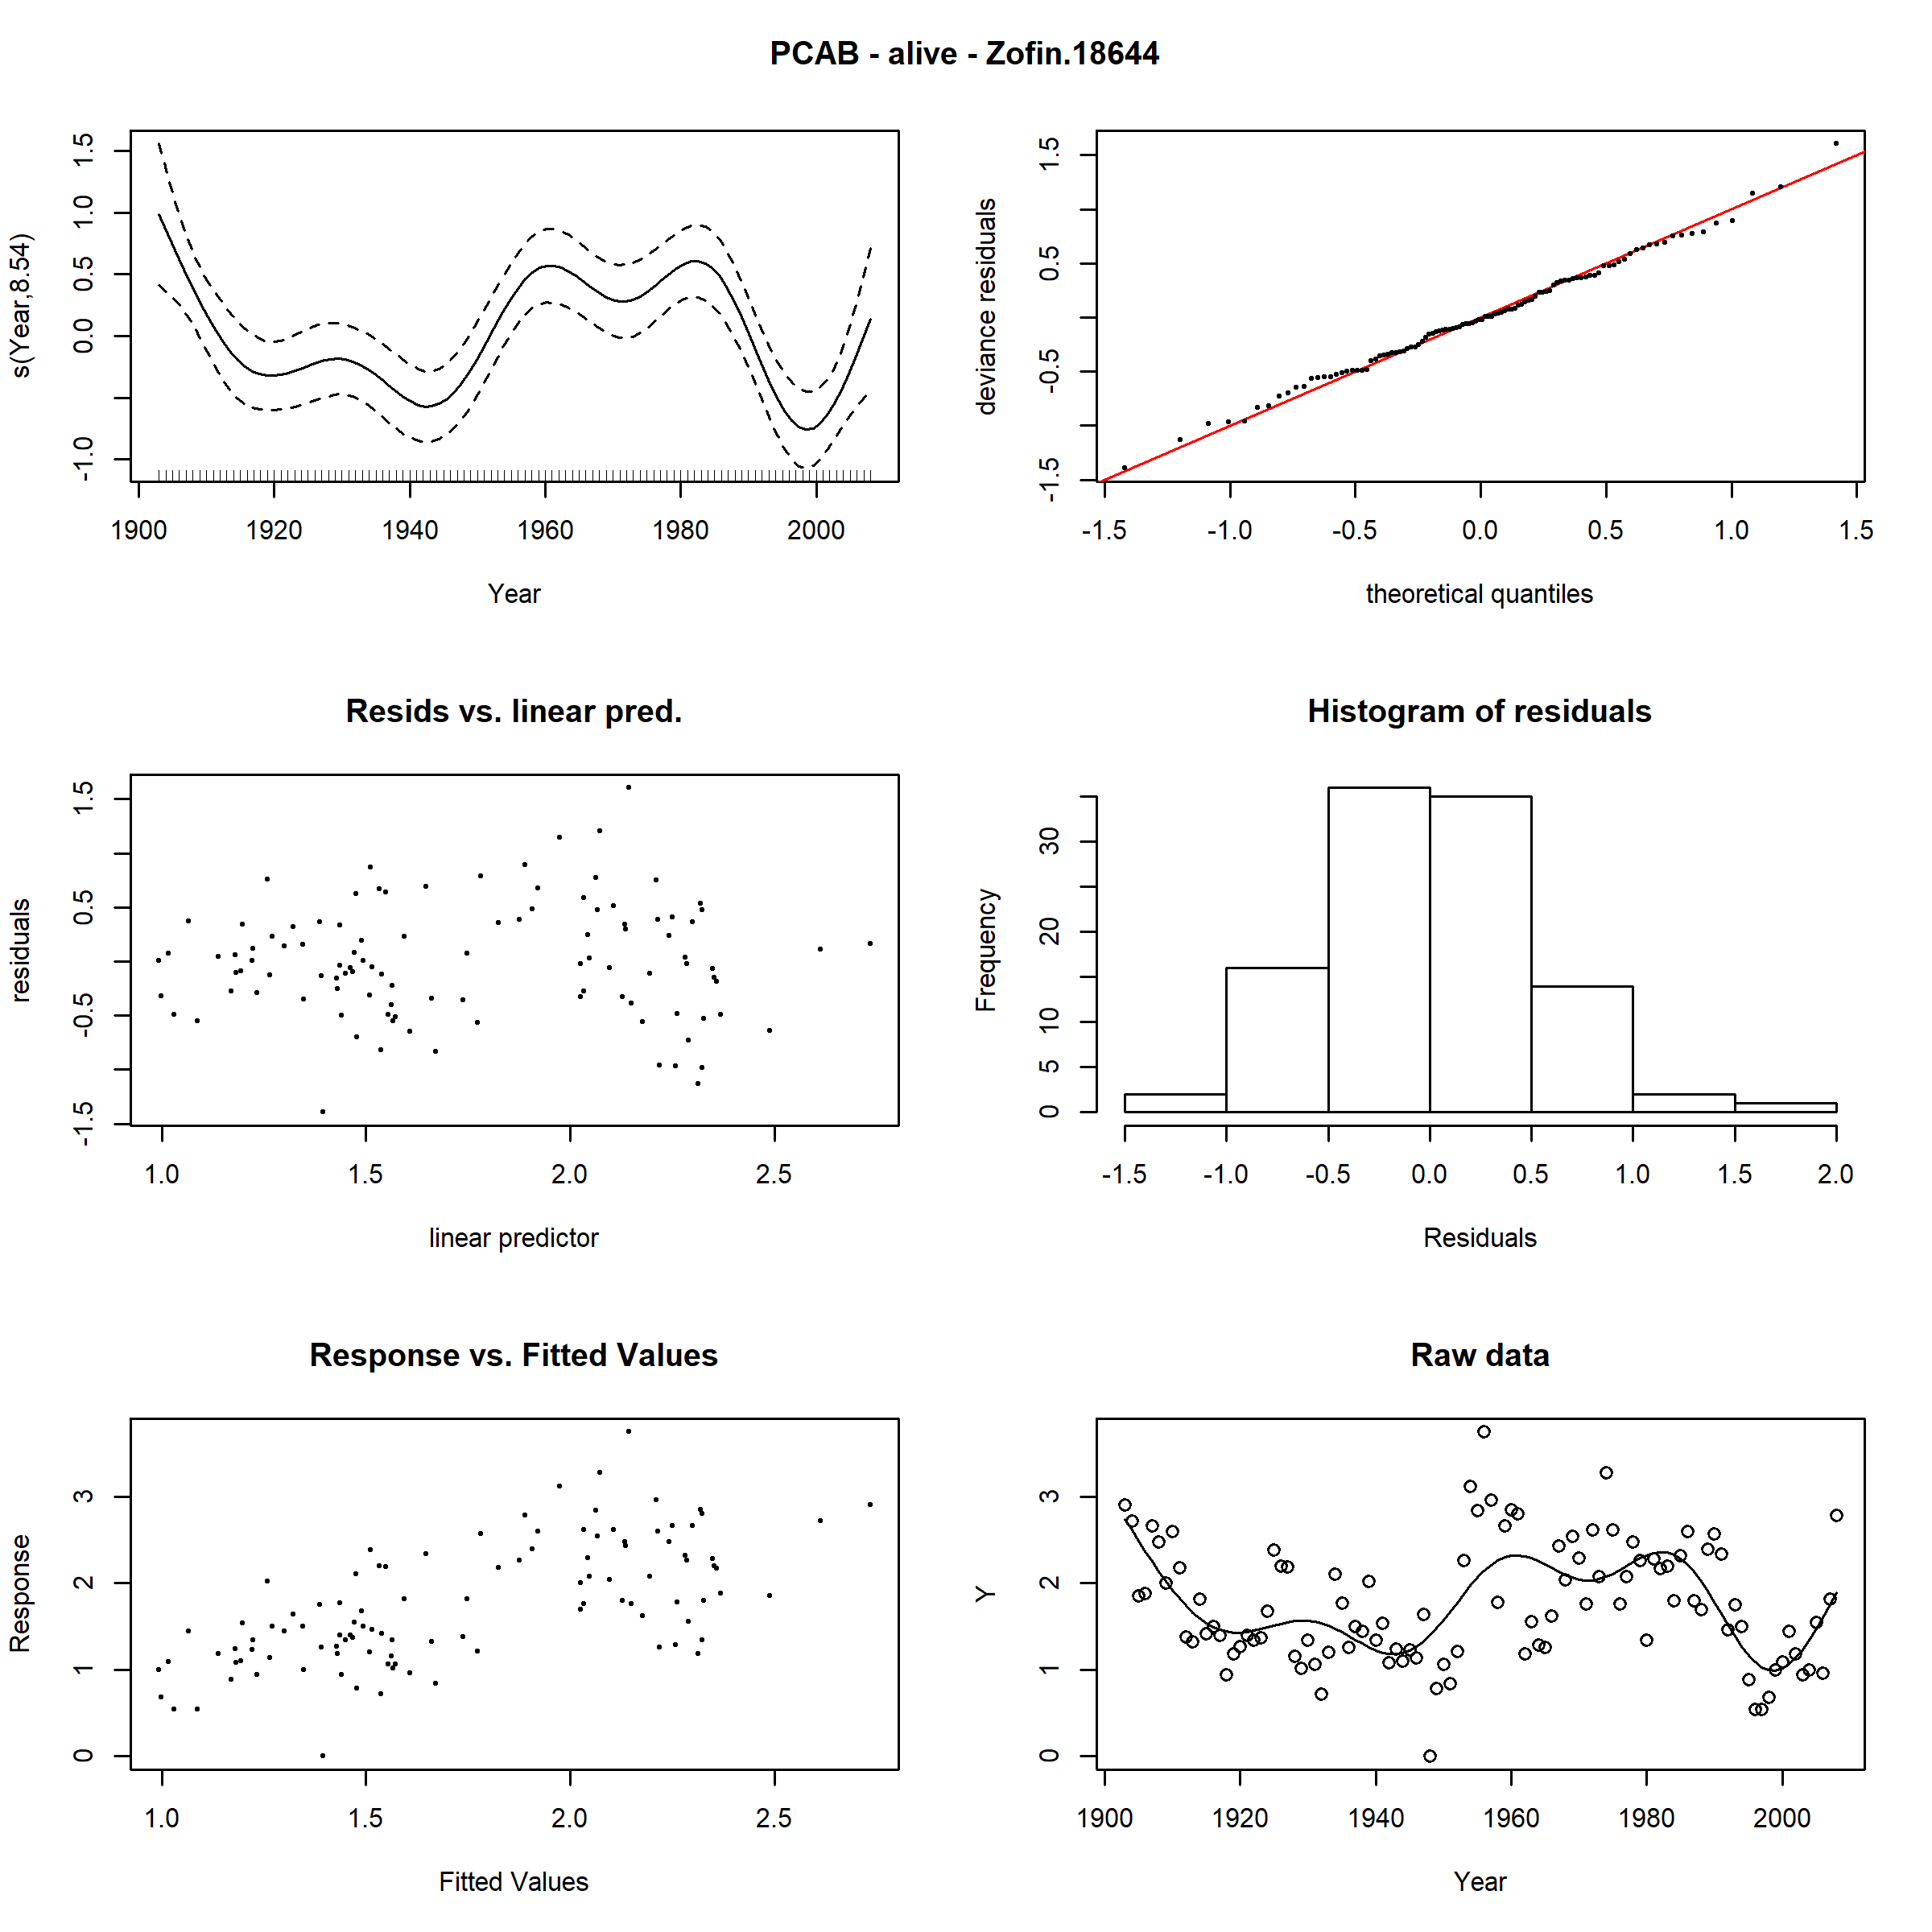 PCAB - alive - Zofin.18644
s(Year,8.54)
-1.0 0.0 0.5 1.0 1.5
1900 1920 1940 1960 1980 2000
Year
deviance residuals
-1.5 -0.5 0.5 1.5
-1.5 -1.0 -0.5 0.0 0.5 1.0 1.5
theoretical quantiles
Resids vs. linear pred.
residuals
-1.5 -0.5 0.5 1.5
1.0 1.5 2.0 2.5
linear predictor
Histogram of residuals
Frequency
0 5 10 20 30
-1.5 -1.0 -0.5 0.0 0.5 1.0 1.5 2.0
Residuals
Response vs. Fitted Values
Response
0 1 2 3
1.0 1.5 2.0 2.5
Fitted Values
Raw data
Y
0 1 2 3
1900 1920 1940 1960 1980 2000
Year